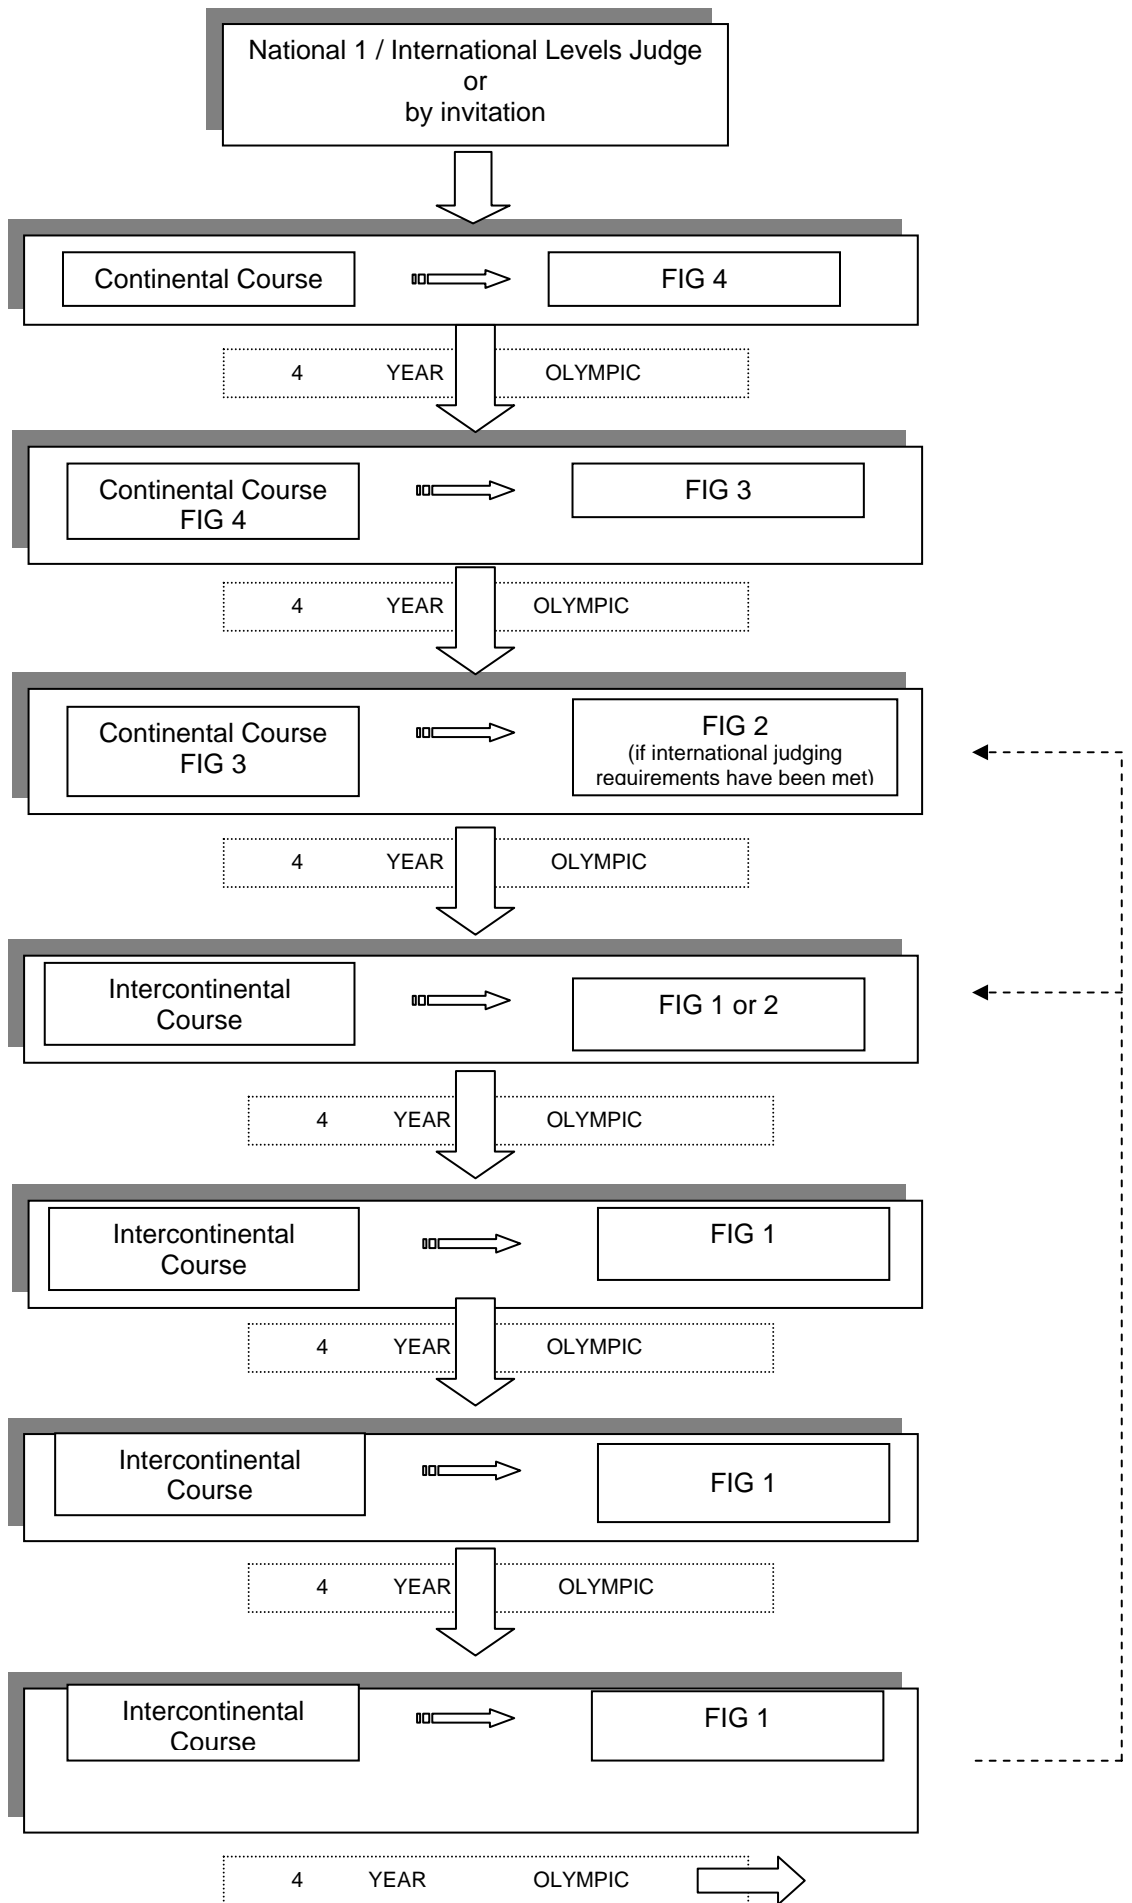 National 1 / International Levels Judge
or
by invitation
Continental Course
FIG 4
4 YEAR OLYMPIC
Continental Course
FIG 4
FIG 3
4 YEAR OLYMPIC
Continental Course
FIG 3
FIG 2
(if international judging
requirements have been met)
4 YEAR OLYMPIC
Intercontinental
Course
FIG 1 or 2
4 YEAR OLYMPIC
Intercontinental
Course
FIG 1
4 YEAR OLYMPIC
Intercontinental
Course
FIG 1
4 YEAR OLYMPIC
Intercontinental
Course
FIG 1
4 YEAR OLYMPIC